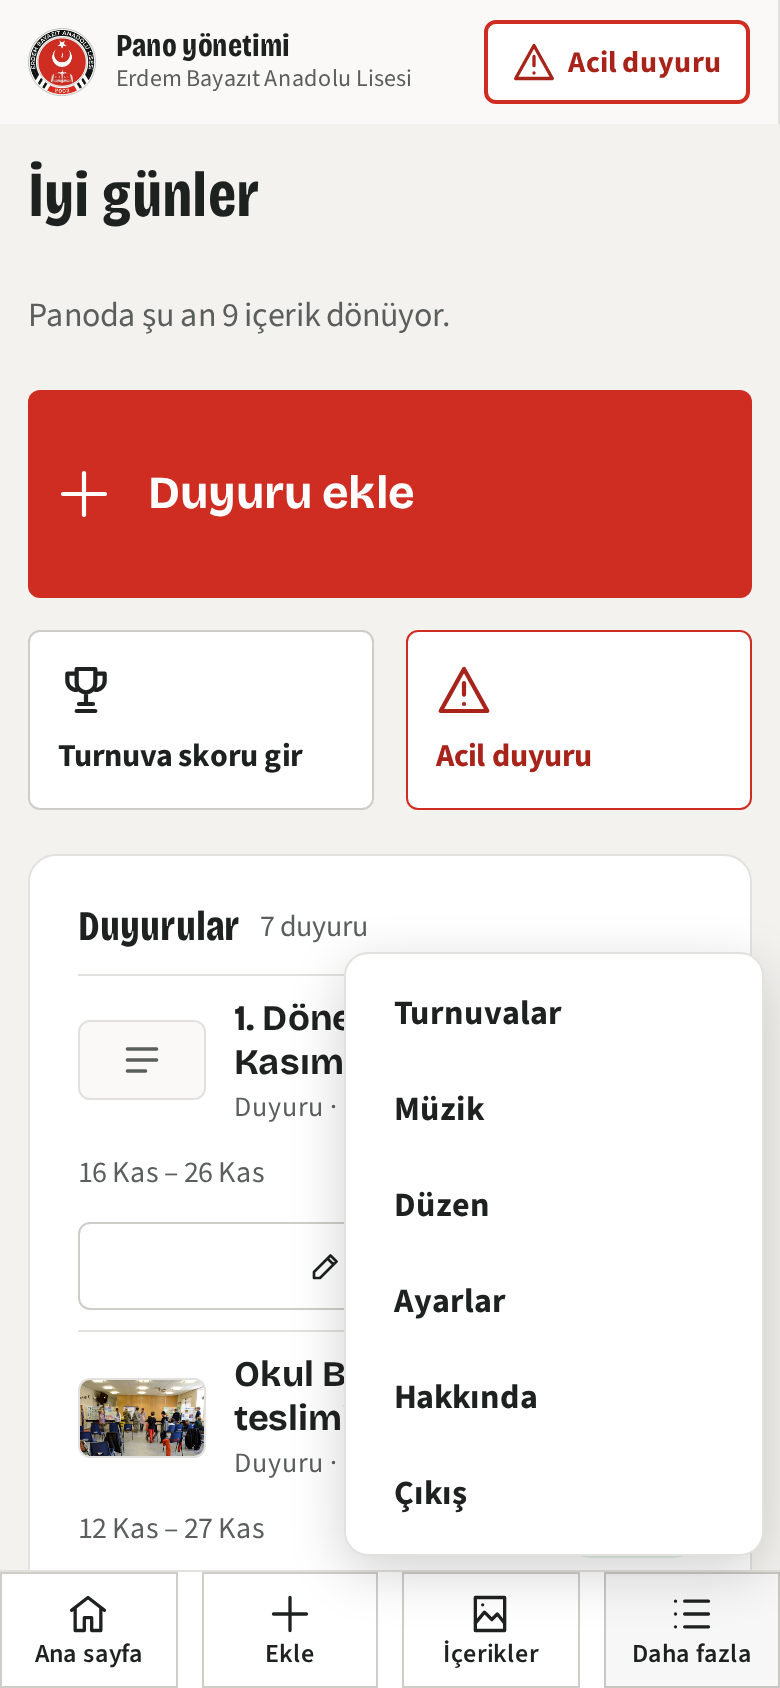 Pano yönetimi
Erdem Bayazıt Anadolu Lisesi
Acil duyuru
İyi günler
Panoda şu an 9 içerik dönüyor.
Duyuru ekle
Turnuva skoru gir
Acil duyuru
Duyurular 7 duyuru
1. Döne
Kasım
Duyuru ·
16 Kas – 26 Kas
Okul B
teslim
Duyuru ·
12 Kas – 27 Kas
Turnuvalar
Müzik
Düzen
Ayarlar
Hakkında
Çıkış
Ana sayfa
Ekle
İçerikler
Daha fazla